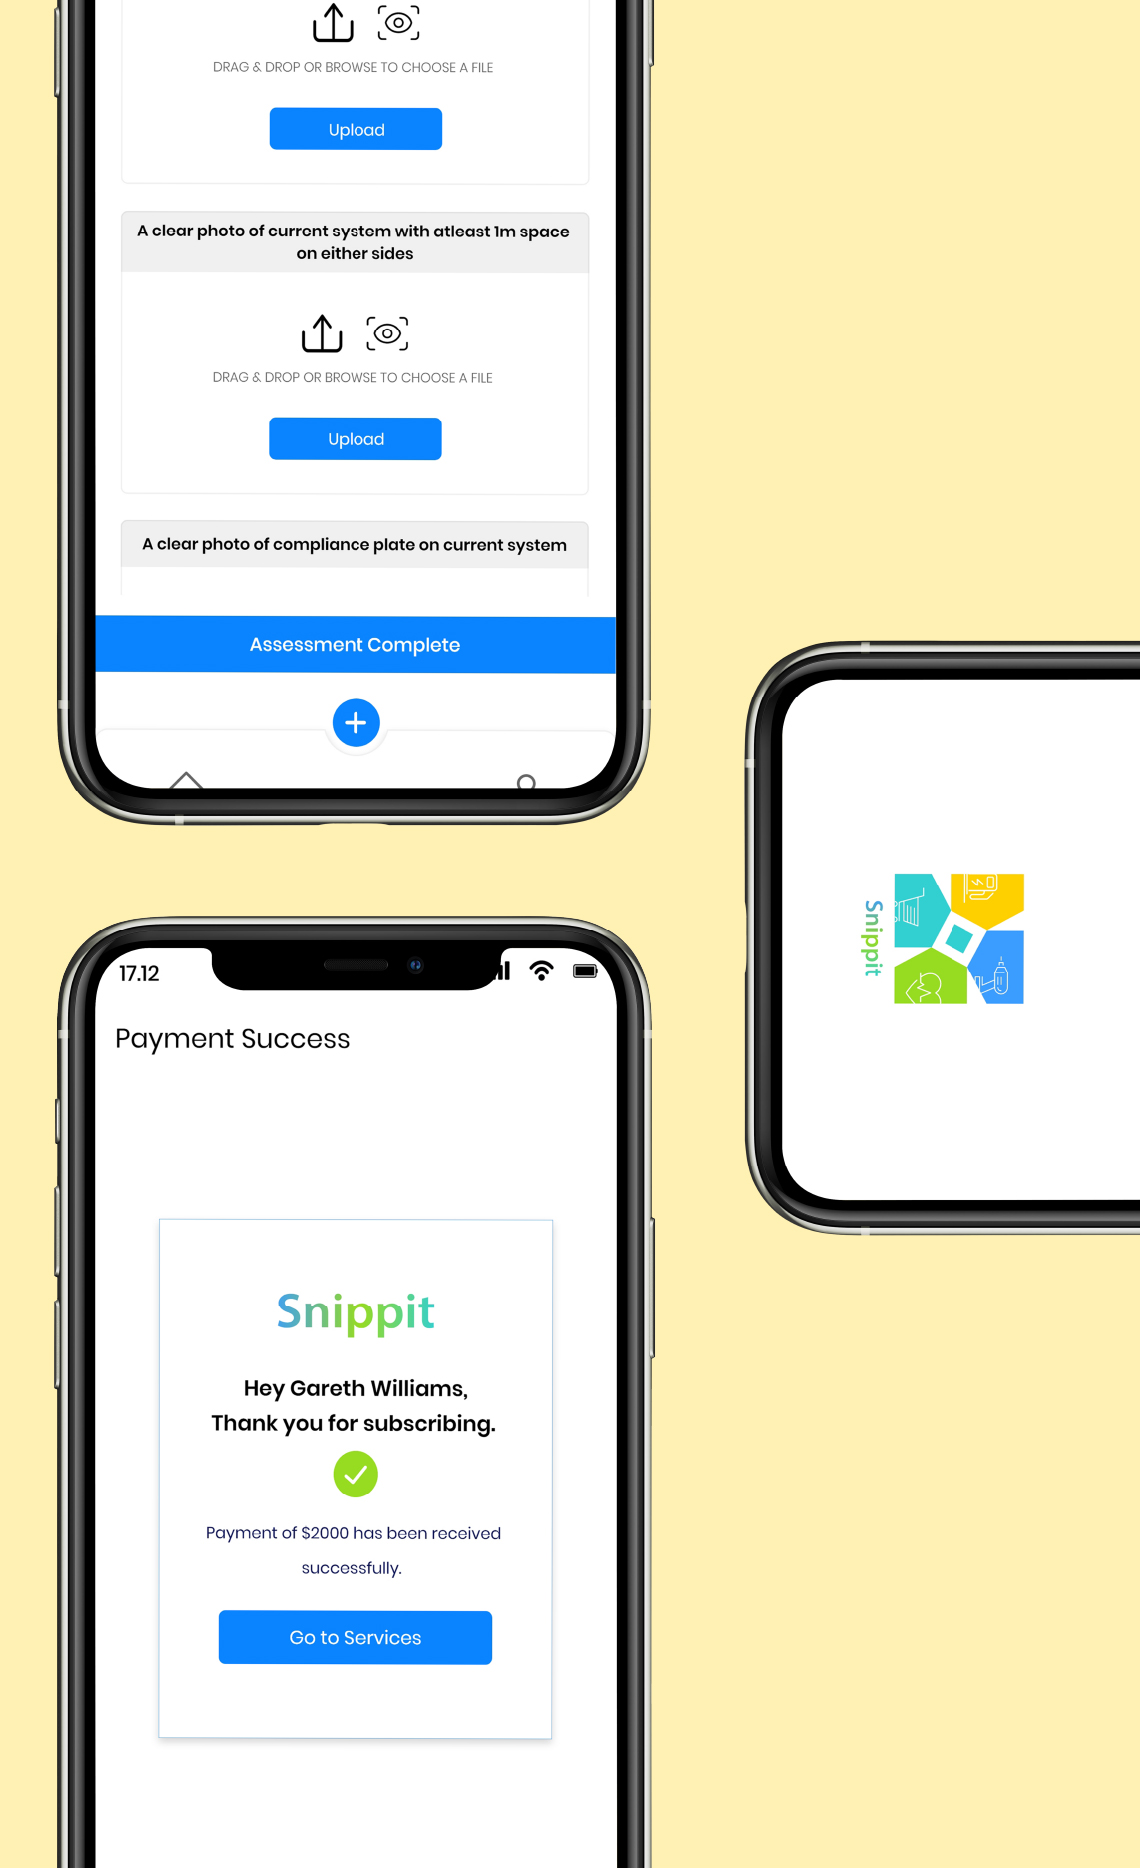 DRAG & DROP OR BROWSE TO CHOOSE A FILE
Upload
A clear photo of current system with atleast 1m space
on either sides
DRAG & DROP OR BROWSE TO CHOOSE A FILE
Upload
A clear photo of compliance plate on current system
Assessment Complete
17.12
Payment Success
Snippit
Hey Gareth Williams,
Thank you for subscribing.
Payment of $2000 has been received
successfully.
Go to Services
Snippit